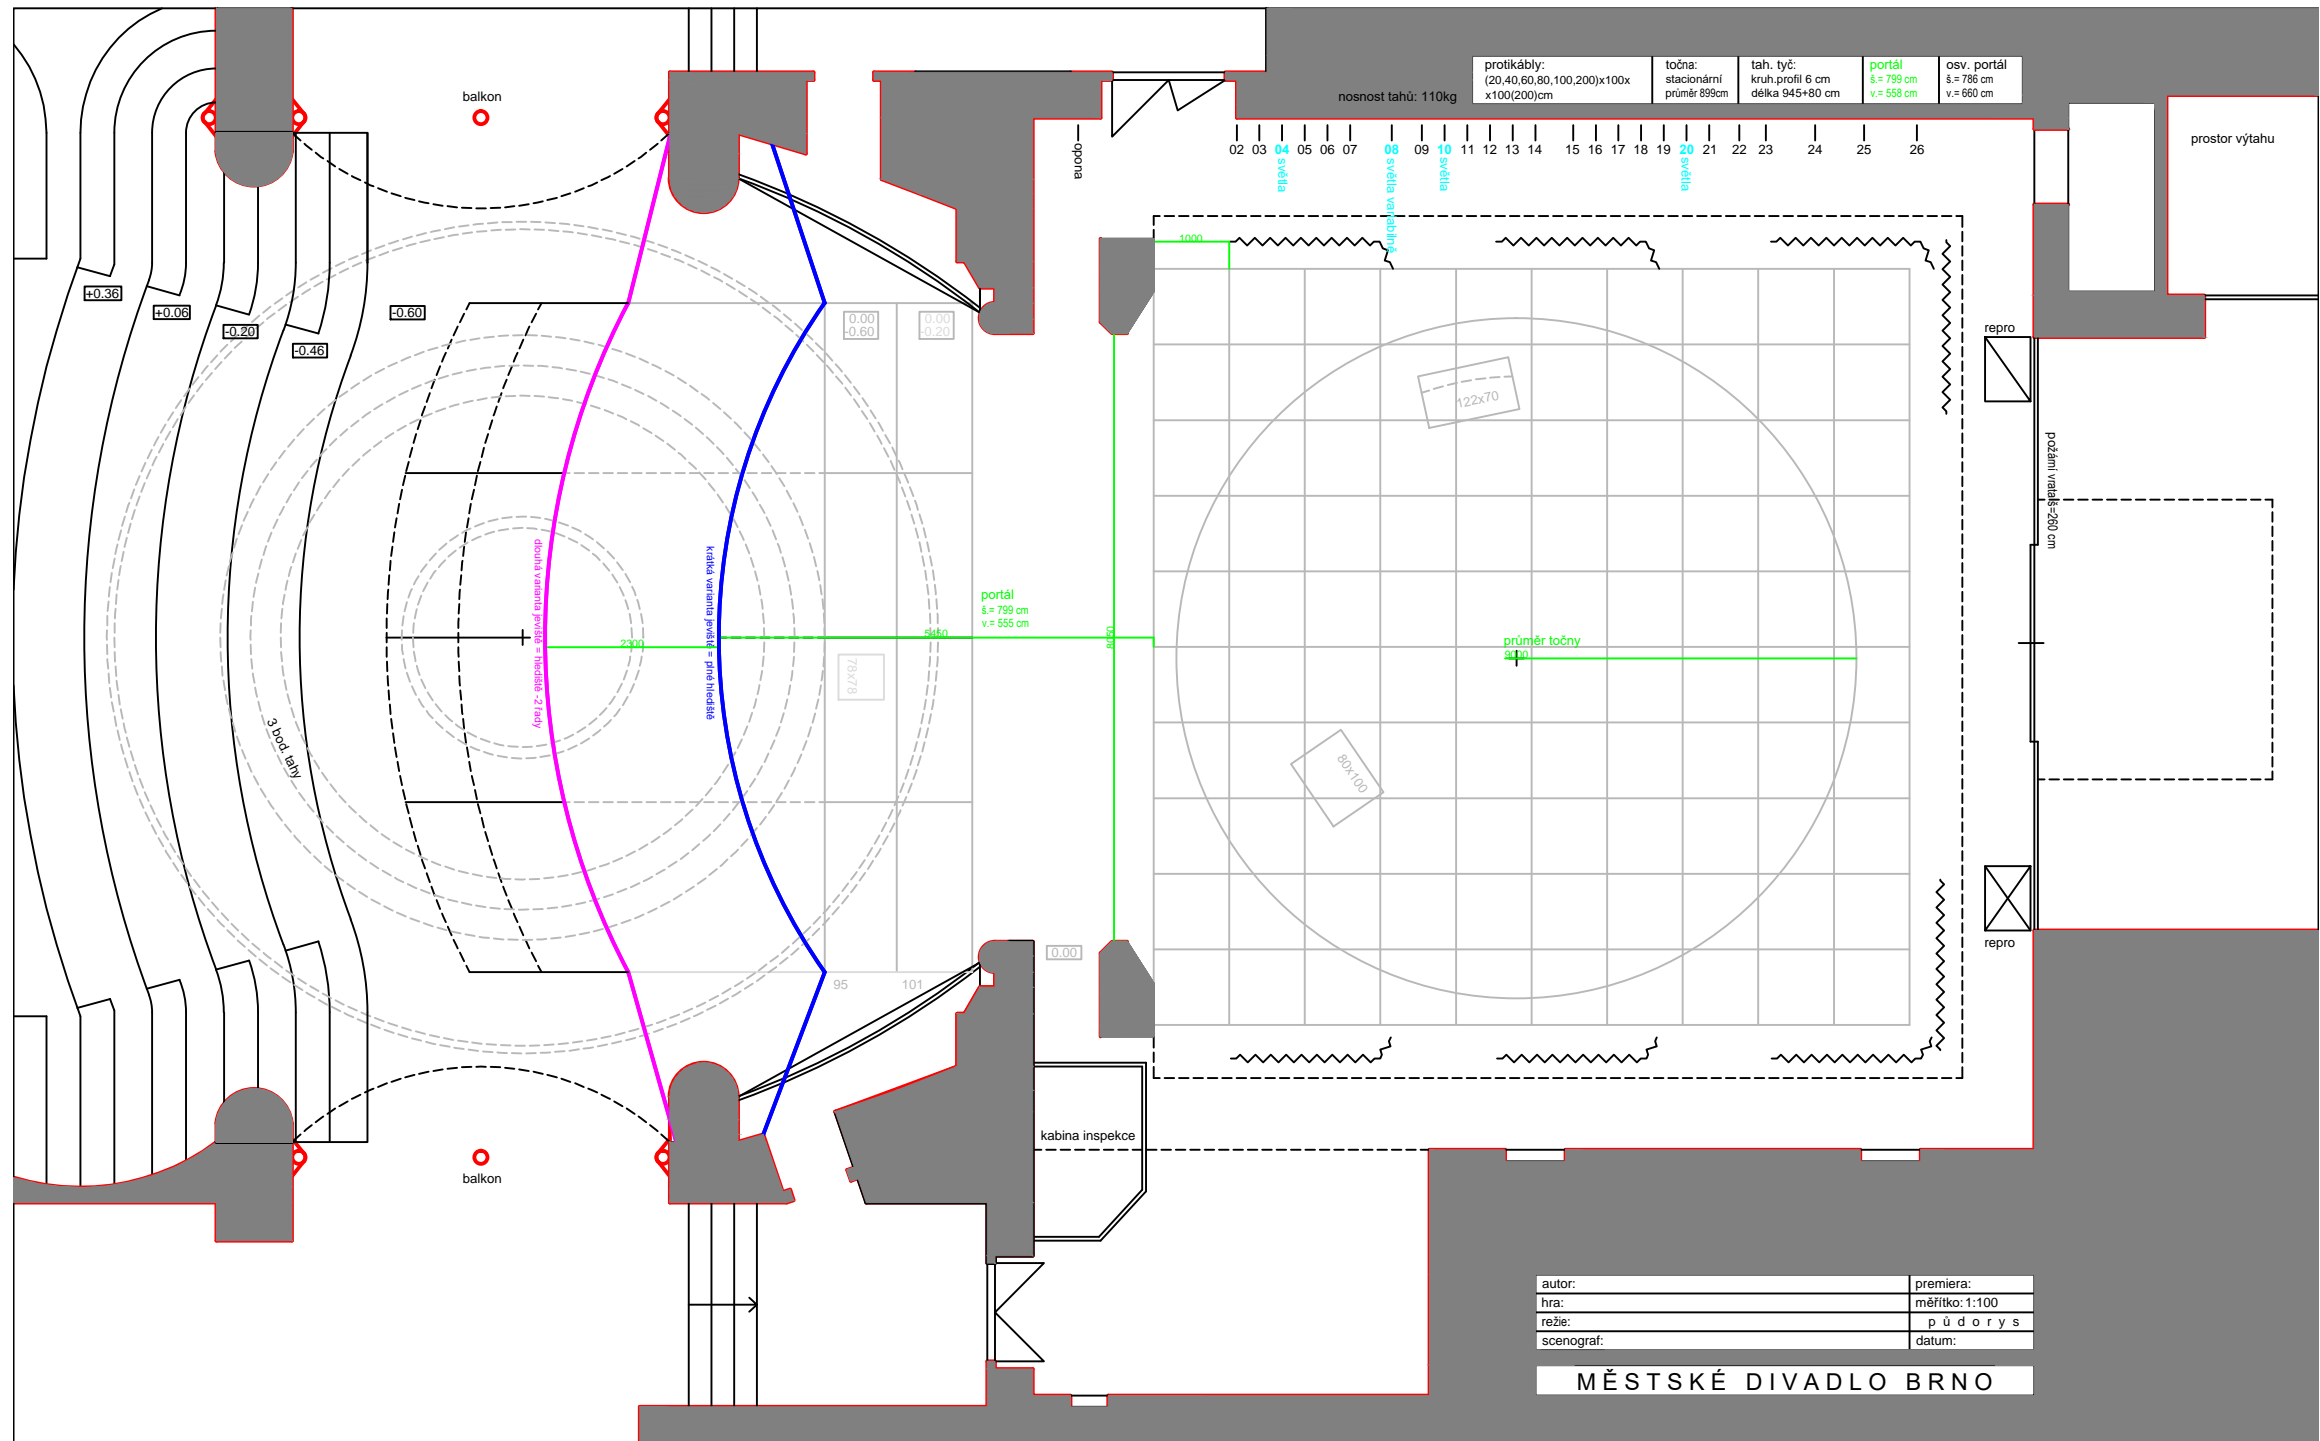 protikábly:
(20,40,60,80,100,200)x100x
x100(200)cm
točna:
stacionární
průměr 899cm
tah. tyč:
kruh.profil 6 cm
délka 945+80 cm
portál
š.= 799 cm
v.= 558 cm
osv. portál
š.= 786 cm
v.= 660 cm
nosnost tahů: 110kg
balkon
opona
02 03 04 05 06 07 08 09 10 11 12 13 14 15 16 17 18 19 20 21 22 23 24 25 26
světla
světla variabilně
světla
světla
prostor výtahu
1000
+0.36
+0.06
-0.20
-0.46
-0.60
0.00
-0.60
0.00
-0.20
repro
122x70
požární vrata š=260 cm
dlouhá varianta jeviště = hlediště - 2 řady
krátká varianta jeviště = plné hlediště
portál
š.= 799 cm
v.= 555 cm
2300
5450
8050
průměr točny
9000
78x78
3 bod. tahy
80x100
0.00
95
101
repro
kabina inspekce
balkon
autor:
premiera:
hra:
měřítko: 1:100
režie:
p ů d o r y s
scenograf:
datum:
MĚSTSKÉ DIVADLO BRNO